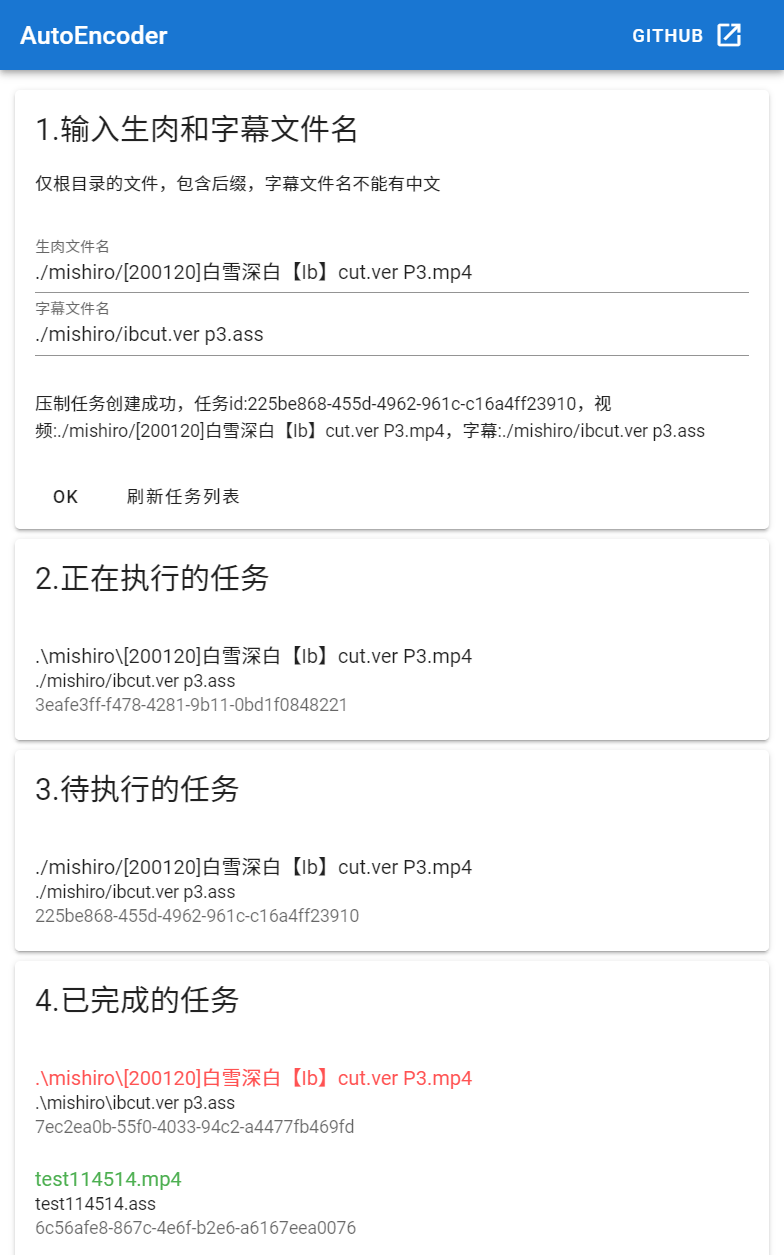 AutoEncoder
GITHUB
1.输入生肉和字幕文件名
仅根目录的文件，包含后缀，字幕文件名不能有中文
生肉文件名
./mishiro/[200120]白雪深白【Ib】cut.ver P3.mp4
字幕文件名
./mishiro/ibcut.ver p3.ass
压制任务创建成功，任务id:225be868-455d-4962-961c-c16a4ff23910，视
频:./mishiro/[200120]白雪深白【Ib】cut.ver P3.mp4，字幕:./mishiro/ibcut.ver p3.ass
OK
刷新任务列表
2.正在执行的任务
.\mishiro\[200120]白雪深白【Ib】cut.ver P3.mp4
./mishiro/ibcut.ver p3.ass
3eafe3ff-f478-4281-9b11-0bd1f0848221
3.待执行的任务
./mishiro/[200120]白雪深白【Ib】cut.ver P3.mp4
./mishiro/ibcut.ver p3.ass
225be868-455d-4962-961c-c16a4ff23910
4.已完成的任务
.\mishiro\[200120]白雪深白【Ib】cut.ver P3.mp4
.\mishiro\ibcut.ver p3.ass
7ec2ea0b-55f0-4033-94c2-a4477fb469fd
test114514.mp4
test114514.ass
6c56afe8-867c-4e6f-b2e6-a6167eea0076